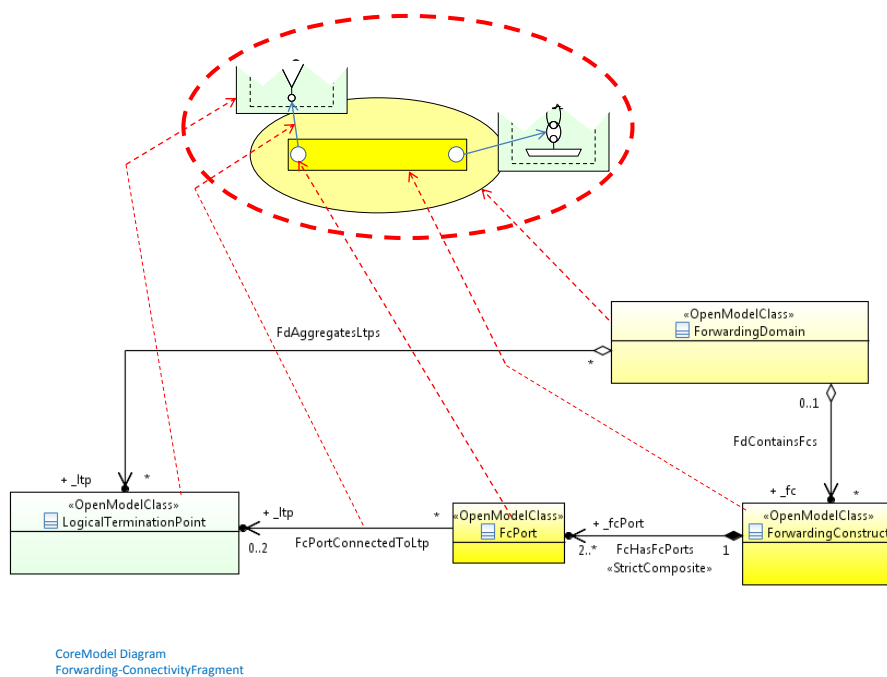 «OpenModelClass»
ForwardingDomain
FdAggregatesLtps
*
0..1
FdContainsFcs
+ _ltp
*
+ _fc
*
«OpenModelClass»
LogicalTerminationPoint
+ _ltp
0..2
FcPortConnectedToLtp
*
«OpenModelClass»
FcPort
+ _fcPort
2..*
FcHasFcPorts
1
«StrictComposite»
«OpenModelClass»
ForwardingConstruct
CoreModel Diagram
Forwarding-ConnectivityFragment